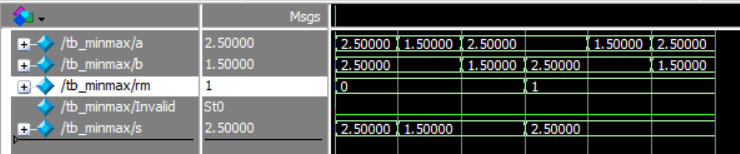 Msgs
/tb_minmax/a 2.50000 2.50000 1.50000 2.50000 1.50000 2.50000
/tb_minmax/b 1.50000 2.50000 1.50000 2.50000 1.50000
/tb_minmax/rm 1 0 1
/tb_minmax/Invalid St0
/tb_minmax/s 2.50000 2.50000 1.50000 2.50000